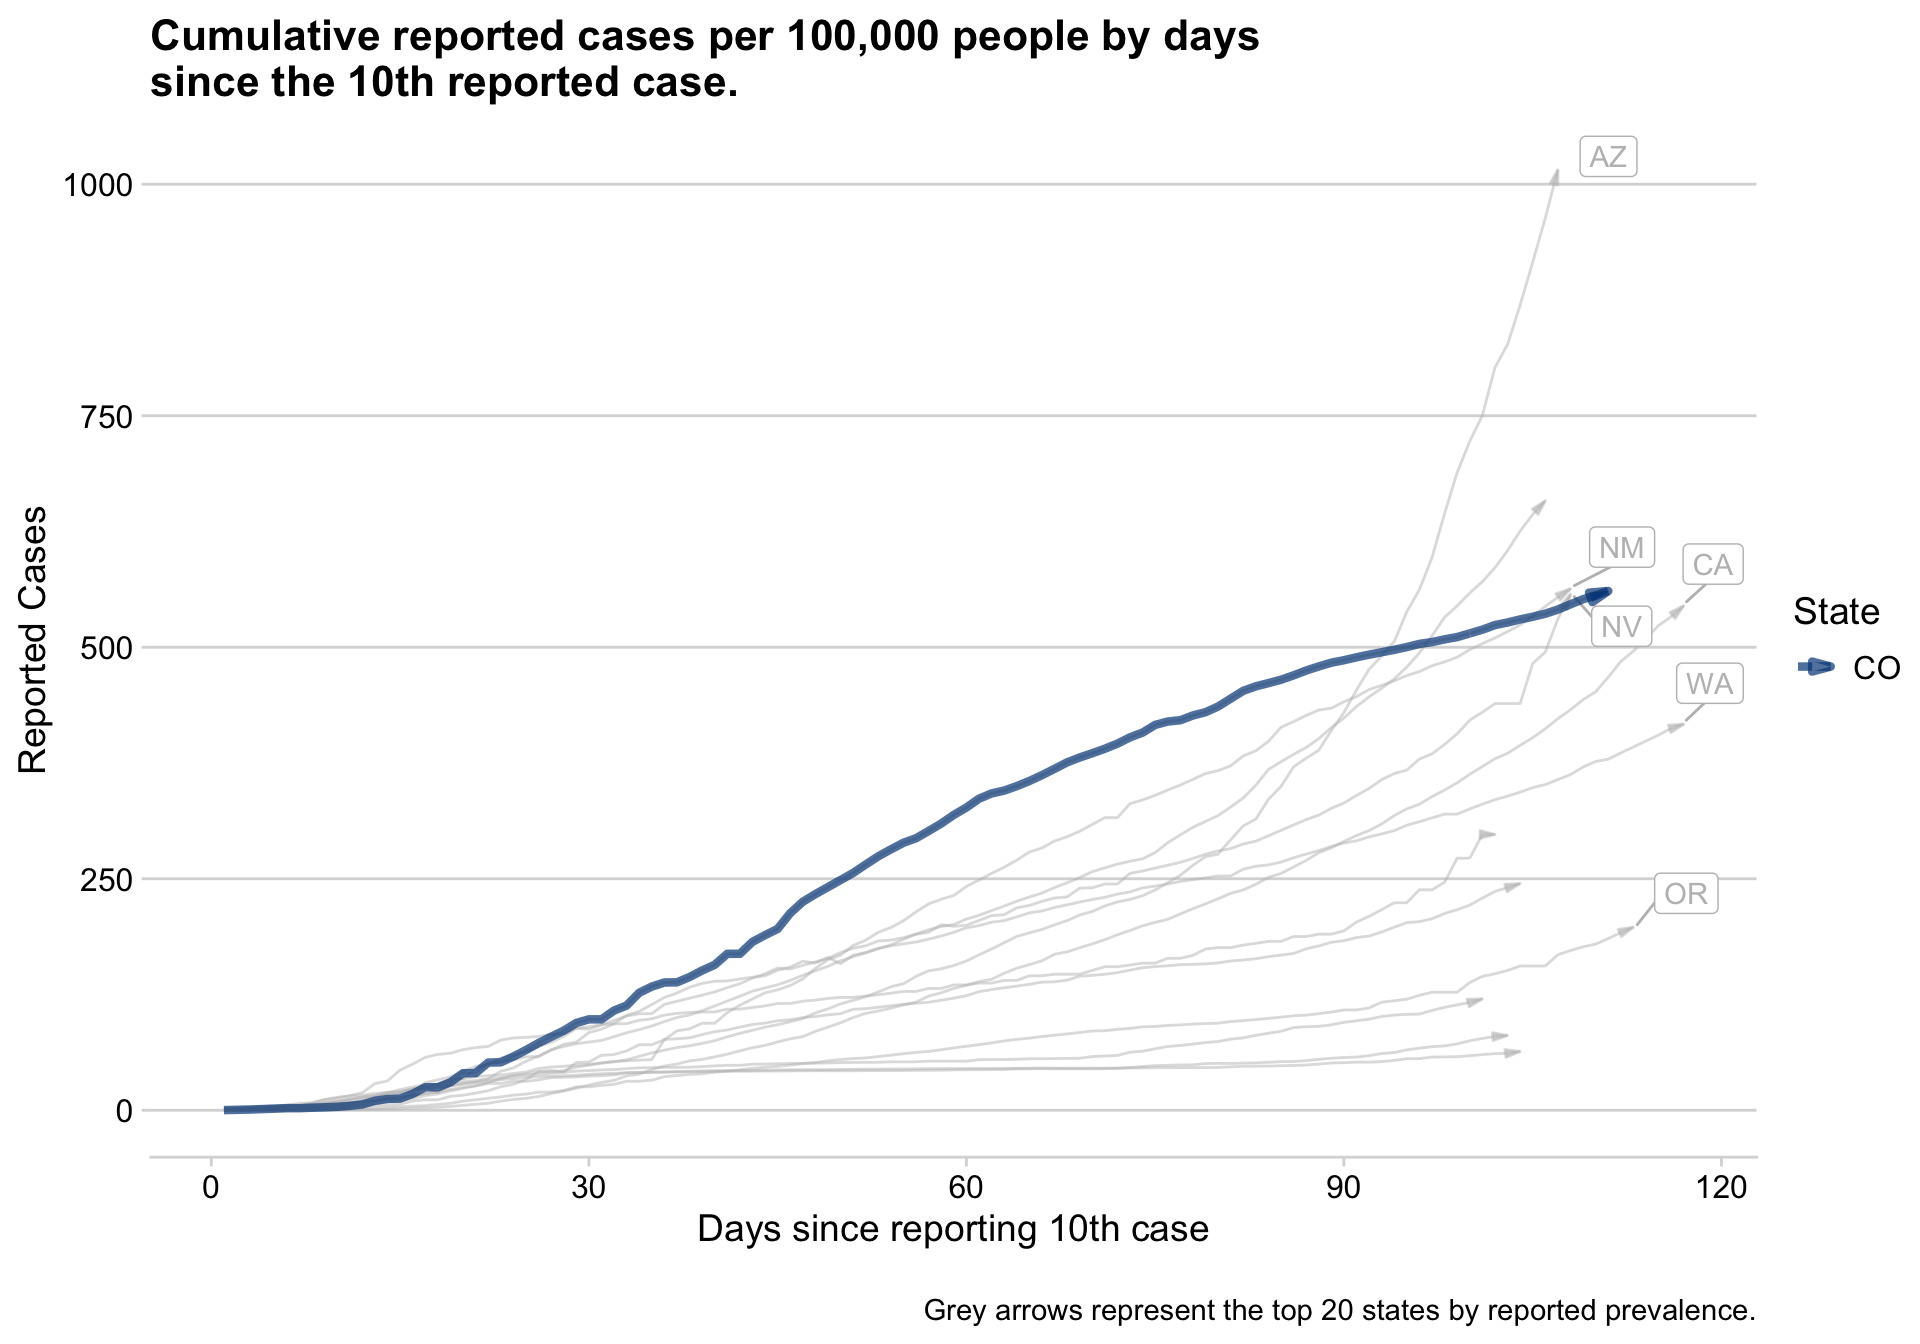 Cumulative reported cases per 100,000 people by days
since the 10th reported case.
AZ
1000
750
NM
CA
Reported Cases
State
NV
500
CO
WA
250
OR
0
0 30 60 90 120
Days since reporting 10th case
Grey arrows represent the top 20 states by reported prevalence.